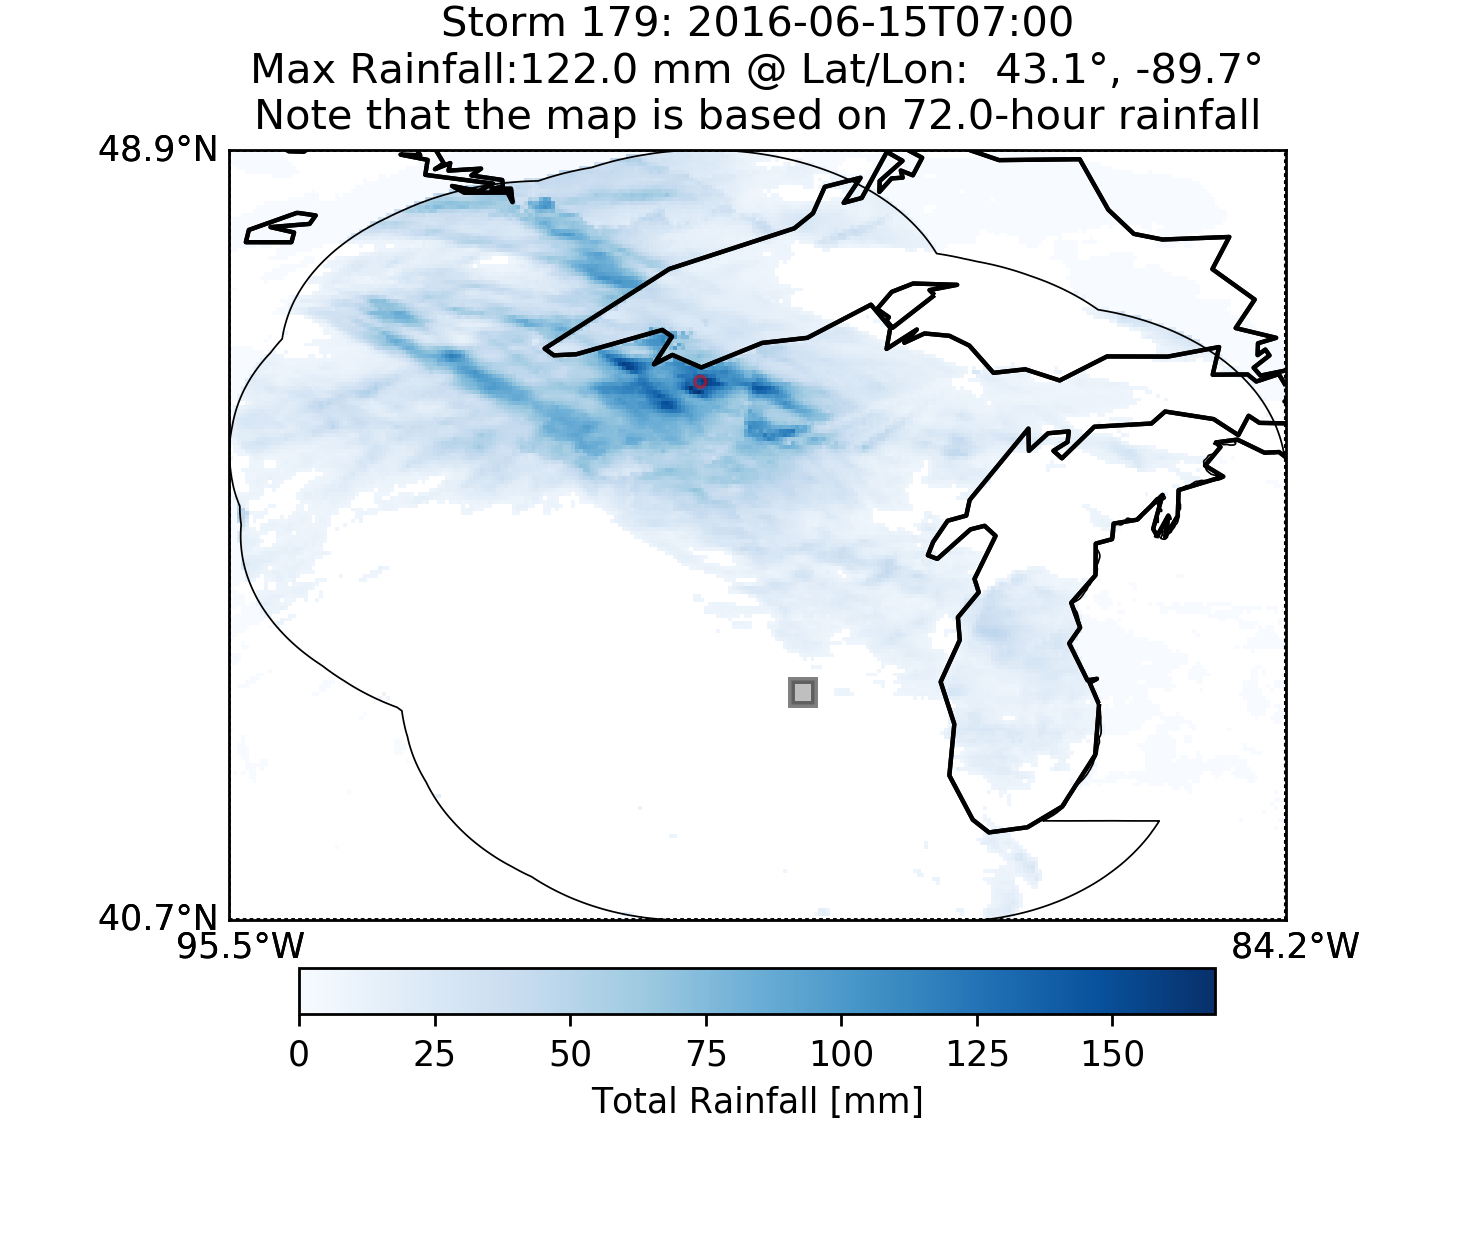 Storm 179: 2016-06-15T07:00
Max Rainfall:122.0 mm @ Lat/Lon:  43.1°, -89.7°
Note that the map is based on 72.0-hour rainfall
48.9°N
40.7°N
95.5°W 84.2°W
0 25 50 75 100 125 150
Total Rainfall [mm]